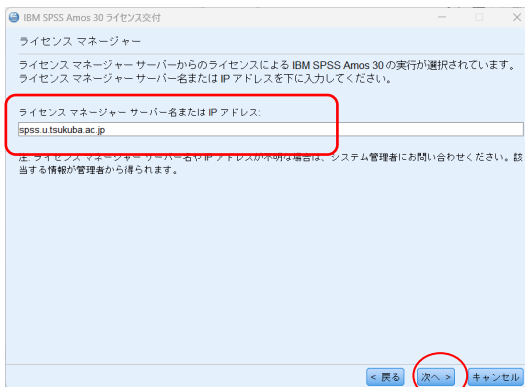 IBM SPSS Amos 30 ライセンス交付
ライセンス マネージャー
ライセンス マネージャー サーバーからのライセンスによる IBM SPSS Amos 30 の実行が選択されています。
ライセンス マネージャー サーバー名または IP アドレスを下に入力してください。
ライセンス マネージャー サーバー名または IP アドレス:
spss.u.tsukuba.ac.jp
注: ライセンス マネージャー サーバー名や IP アドレスが不明な場合は、システム管理者にお問い合わせください。該
当する情報が管理者から得られます。
< 戻る 次へ > キャンセル